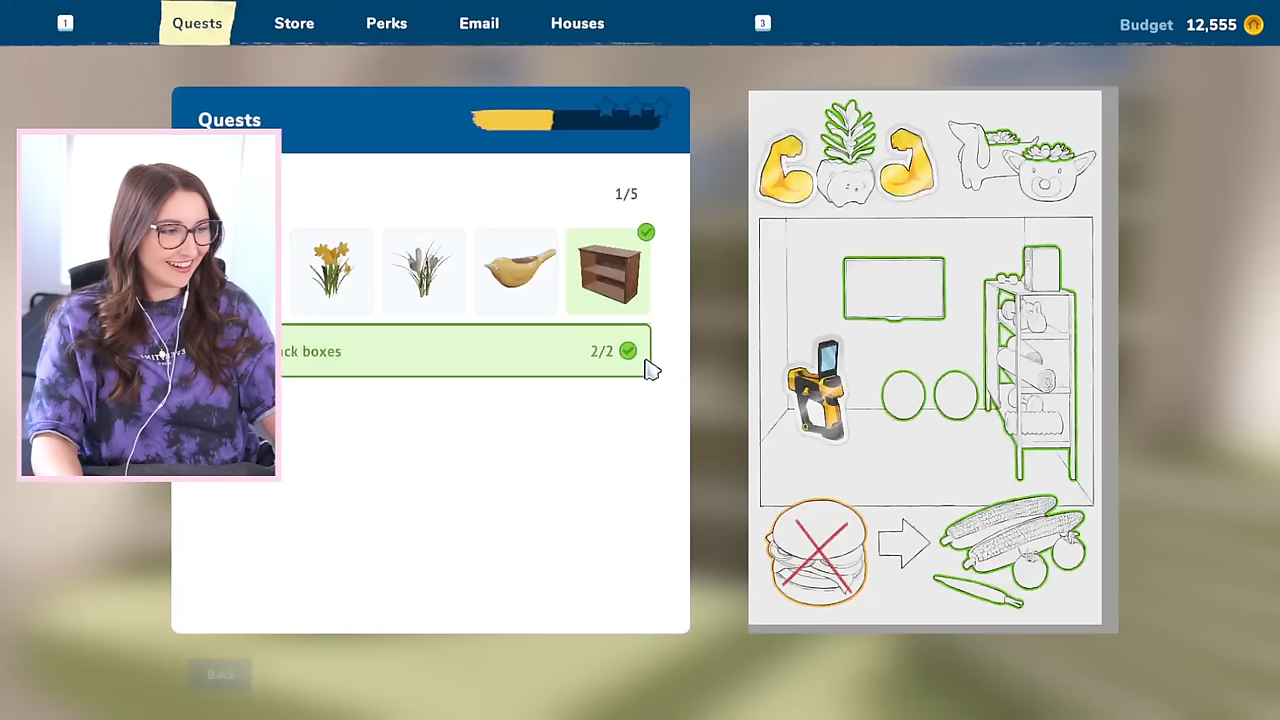 1 Quests Store Perks Email Houses 3 Budget 12,555
Quests
1/5
ck boxes 2/2
Back